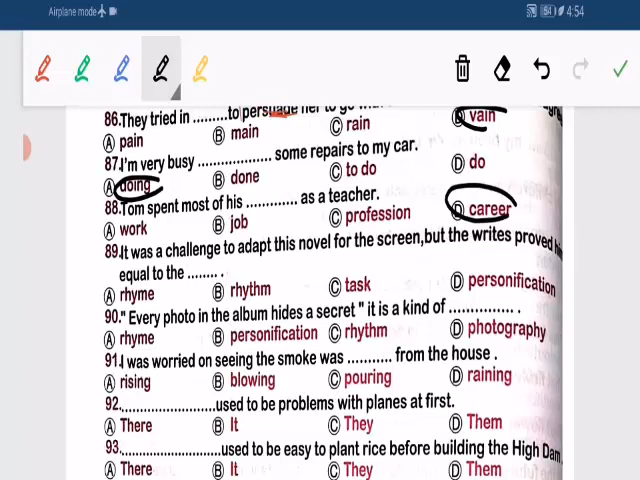 Airplane mode 54 4:54
86.They tried in .........to persuade her to go
A pain B main C rain D vain
87.I'm very busy ................... some repairs to my car.
A doing B done C to do D do
88.Tom spent most of his ............. as a teacher.
A work B job C profession D career
89.It was a challenge to adapt this novel for the screen,but the writes proved
equal to the ........ .
A rhyme B rhythm C task D personification
90." Every photo in the album hides a secret " it is a kind of ............... .
A rhyme B personification C rhythm D photography
91.I was worried on seeing the smoke was ........... from the house .
A rising B blowing C pouring D raining
92........................used to be problems with planes at first.
A There B It C They D Them
93.........................used to be easy to plant rice before building the High Dam.
A There B It C They D Them